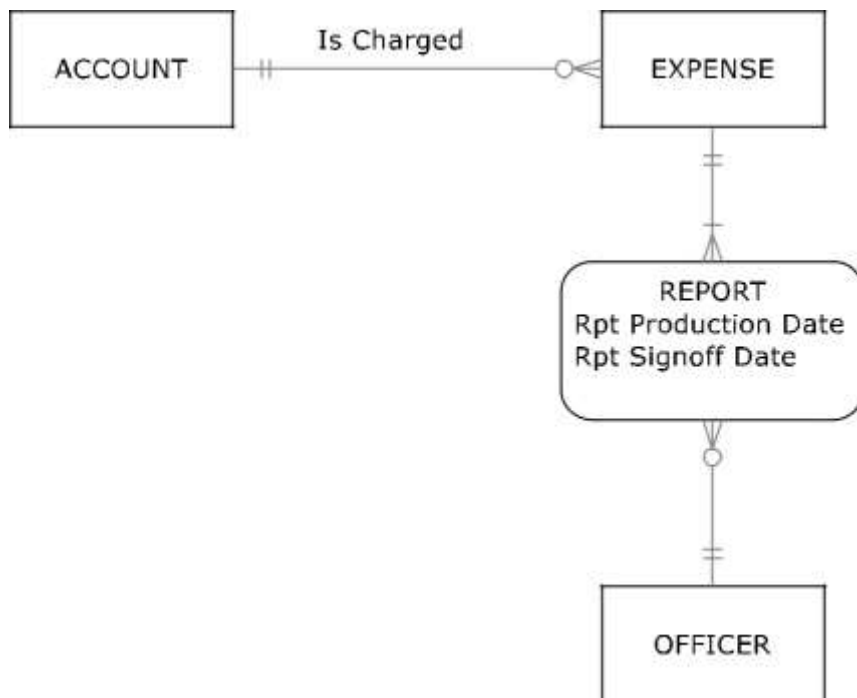 Is Charged
ACCOUNT
EXPENSE
REPORT
Rpt Production Date
Rpt Signoff Date
OFFICER